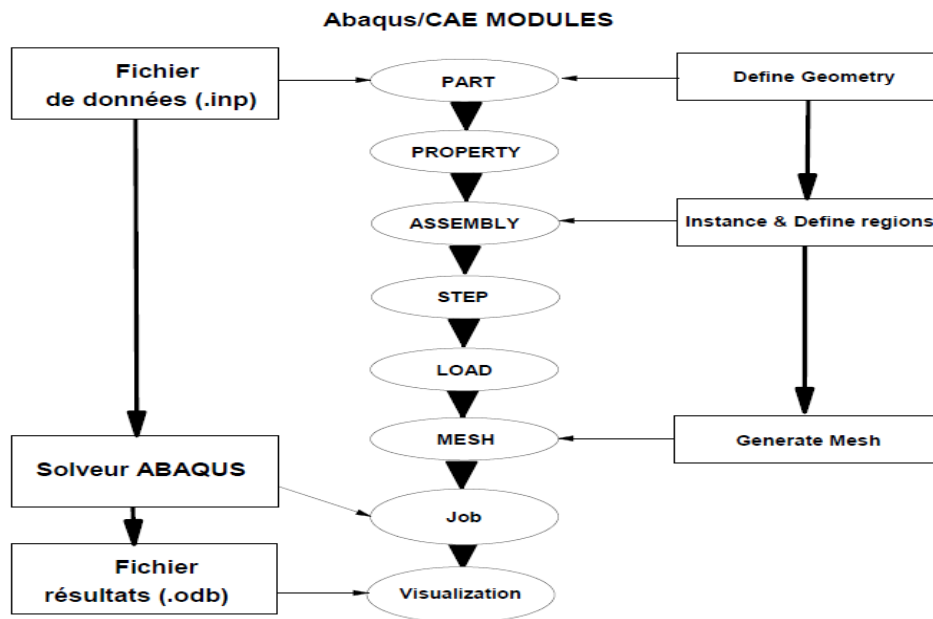 Abaqus/CAE MODULES
Fichier
de données (.inp)
PART
Define Geometry
PROPERTY
ASSEMBLY
Instance & Define regions
STEP
LOAD
MESH
Generate Mesh
Solveur ABAQUS
Job
Fichier
résultats (.odb)
Visualization